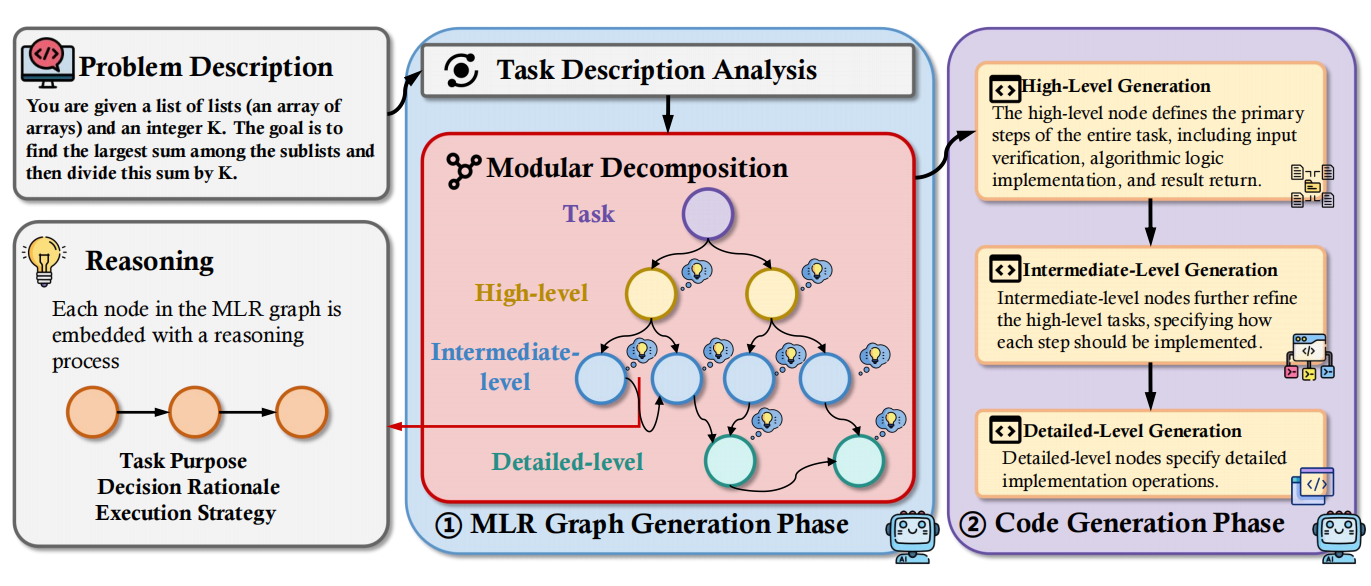 Problem Description
You are given a list of lists (an array of
arrays) and an integer K. The goal is to
find the largest sum among the sublists and
then divide this sum by K.
Reasoning
Each node in the MLR graph is
embedded with a reasoning
process
Task Purpose
Decision Rationale
Execution Strategy
Task Description Analysis
Modular Decomposition
Task
High-level
Intermediate-
level
Detailed-level
① MLR Graph Generation Phase
AI
High-Level Generation
The high-level node defines the primary
steps of the entire task, including input
verification, algorithmic logic
implementation, and result return.
Intermediate-Level Generation
Intermediate-level nodes further refine
the high-level tasks, specifying how
each step should be implemented.
Detailed-Level Generation
Detailed-level nodes specify detailed
implementation operations.
② Code Generation Phase
AI